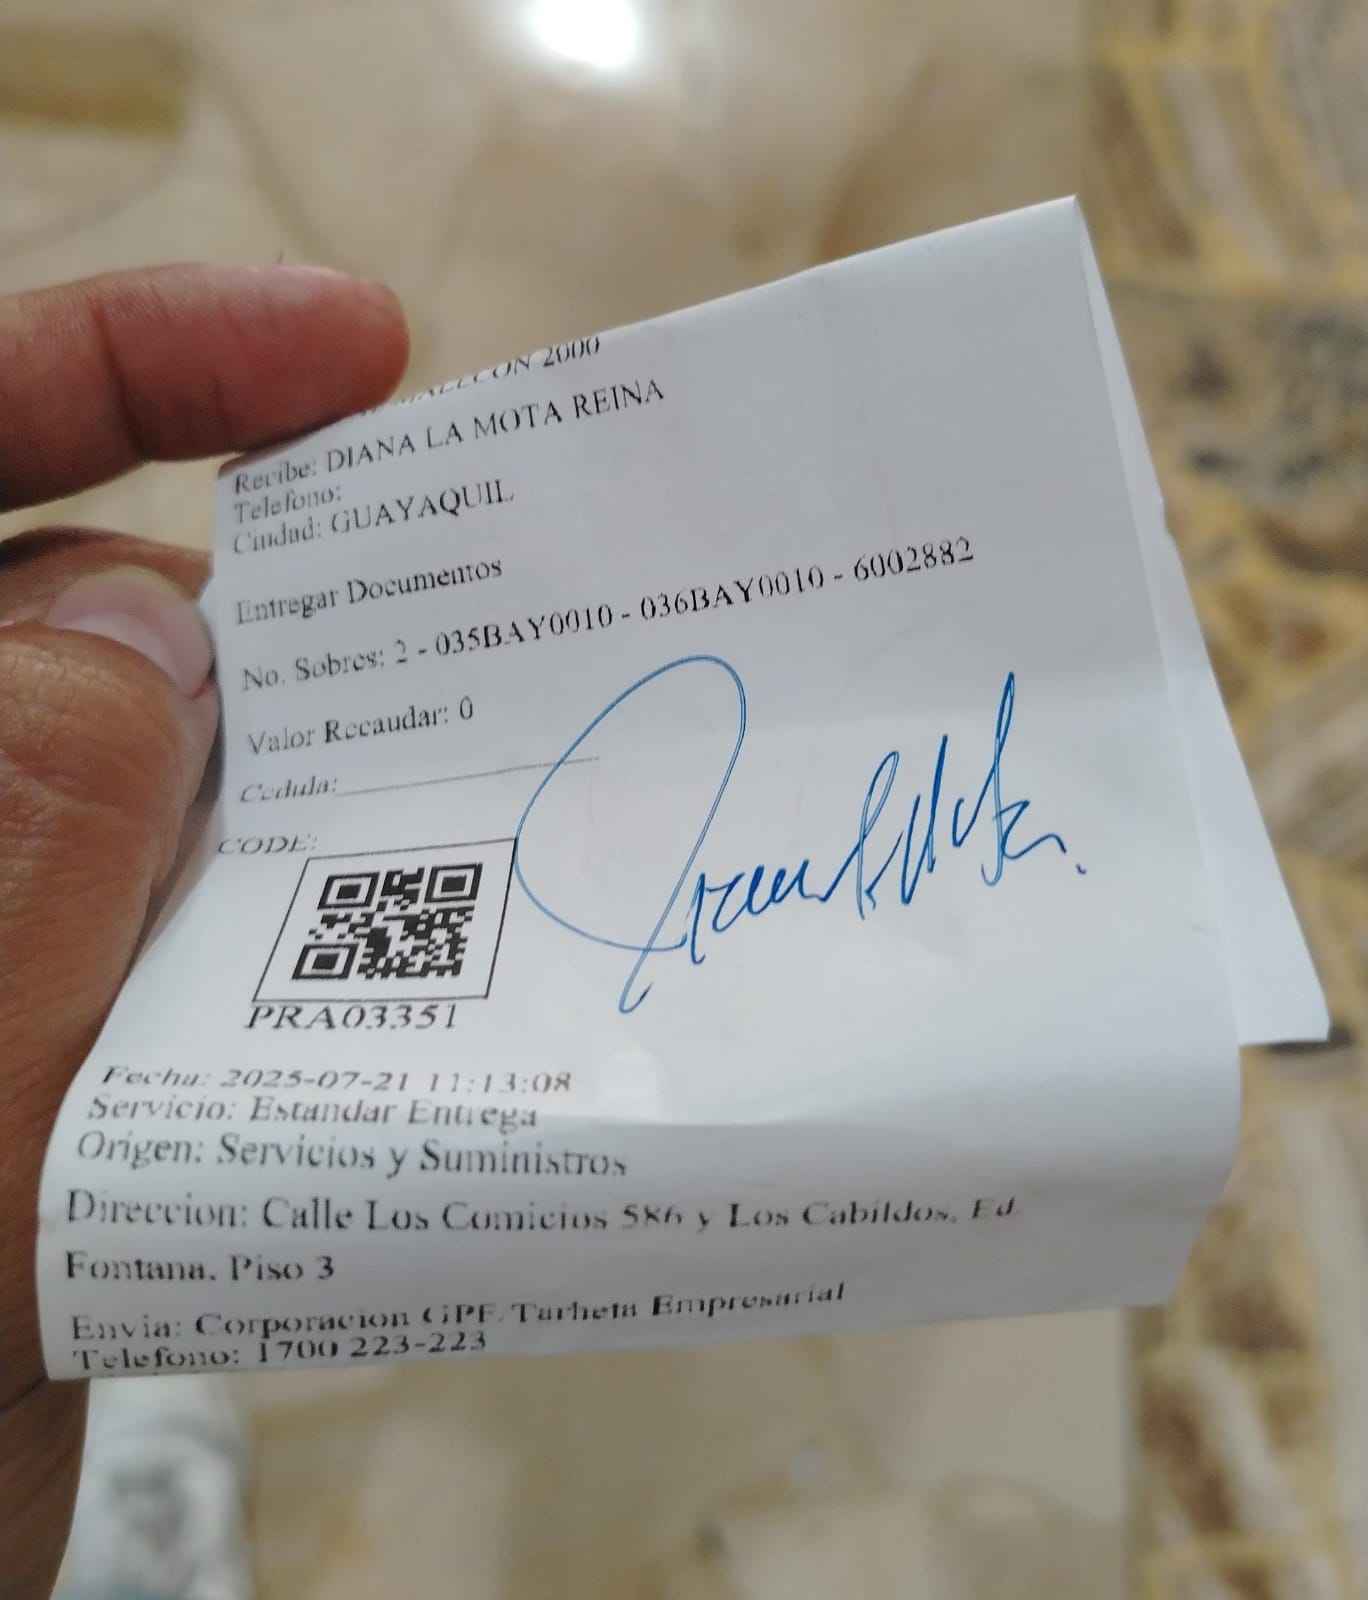 2000
Recibe: DIANA LA MOTA REINA
Telefono:
Ciudad: GUAYAQUIL
Entregar Documentos
No. Sobres: 2 - 035BAY0010 - 036BAY0010 - 6002882
Valor Recaudar: 0
Cedula:
CODE:
PRA03351
Fecha: 2025-07-21 11:13:08
Servicio: Estandar Entrega
Origen: Servicios y Suministros
Direccion: Calle Los Comicios 586 y Los Cabildos, Ed.
Fontana. Piso 3
Envia: Corporacion GPF. Tarheta Empresarial
Telefono: 1700 223-223